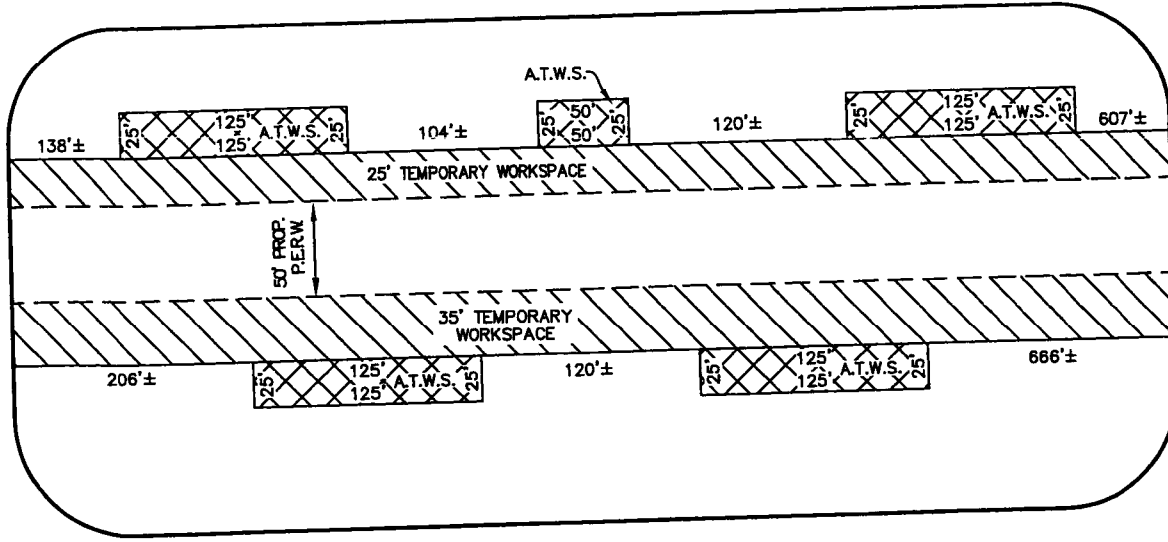 A.T.W.S.
138'±
25'
125'
125'
A.T.W.S.
25'
104'±
25'
50'
50'
25'
120'±
25'
125'
125'
A.T.W.S.
25'
607'±
25' TEMPORARY WORKSPACE
50' PROP.
P.E.R.W.
35' TEMPORARY
WORKSPACE
206'±
25'
125'
125'
A.T.W.S.
25'
120'±
25'
125'
125'
A.T.W.S.
25'
666'±